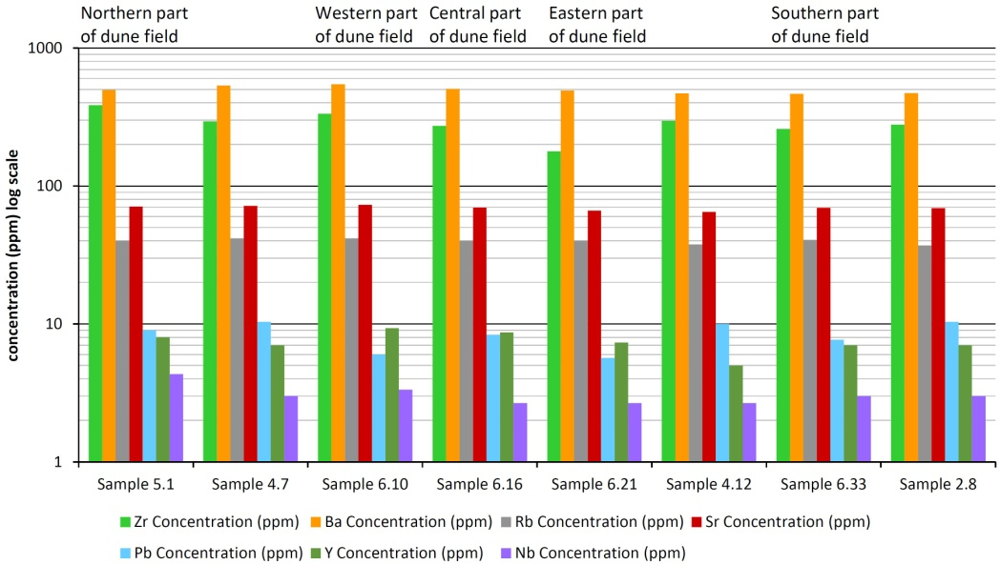 Northern part
of dune field
Western part
of dune field
Central part
of dune field
Eastern part
of dune field
Southern part
of dune field
concentration (ppm) log scale
1000
100
10
1
Sample 5.1
Sample 4.7
Sample 6.10
Sample 6.16
Sample 6.21
Sample 4.12
Sample 6.33
Sample 2.8
Zr Concentration (ppm)
Ba Concentration (ppm)
Rb Concentration (ppm)
Sr Concentration (ppm)
Pb Concentration (ppm)
Y Concentration (ppm)
Nb Concentration (ppm)